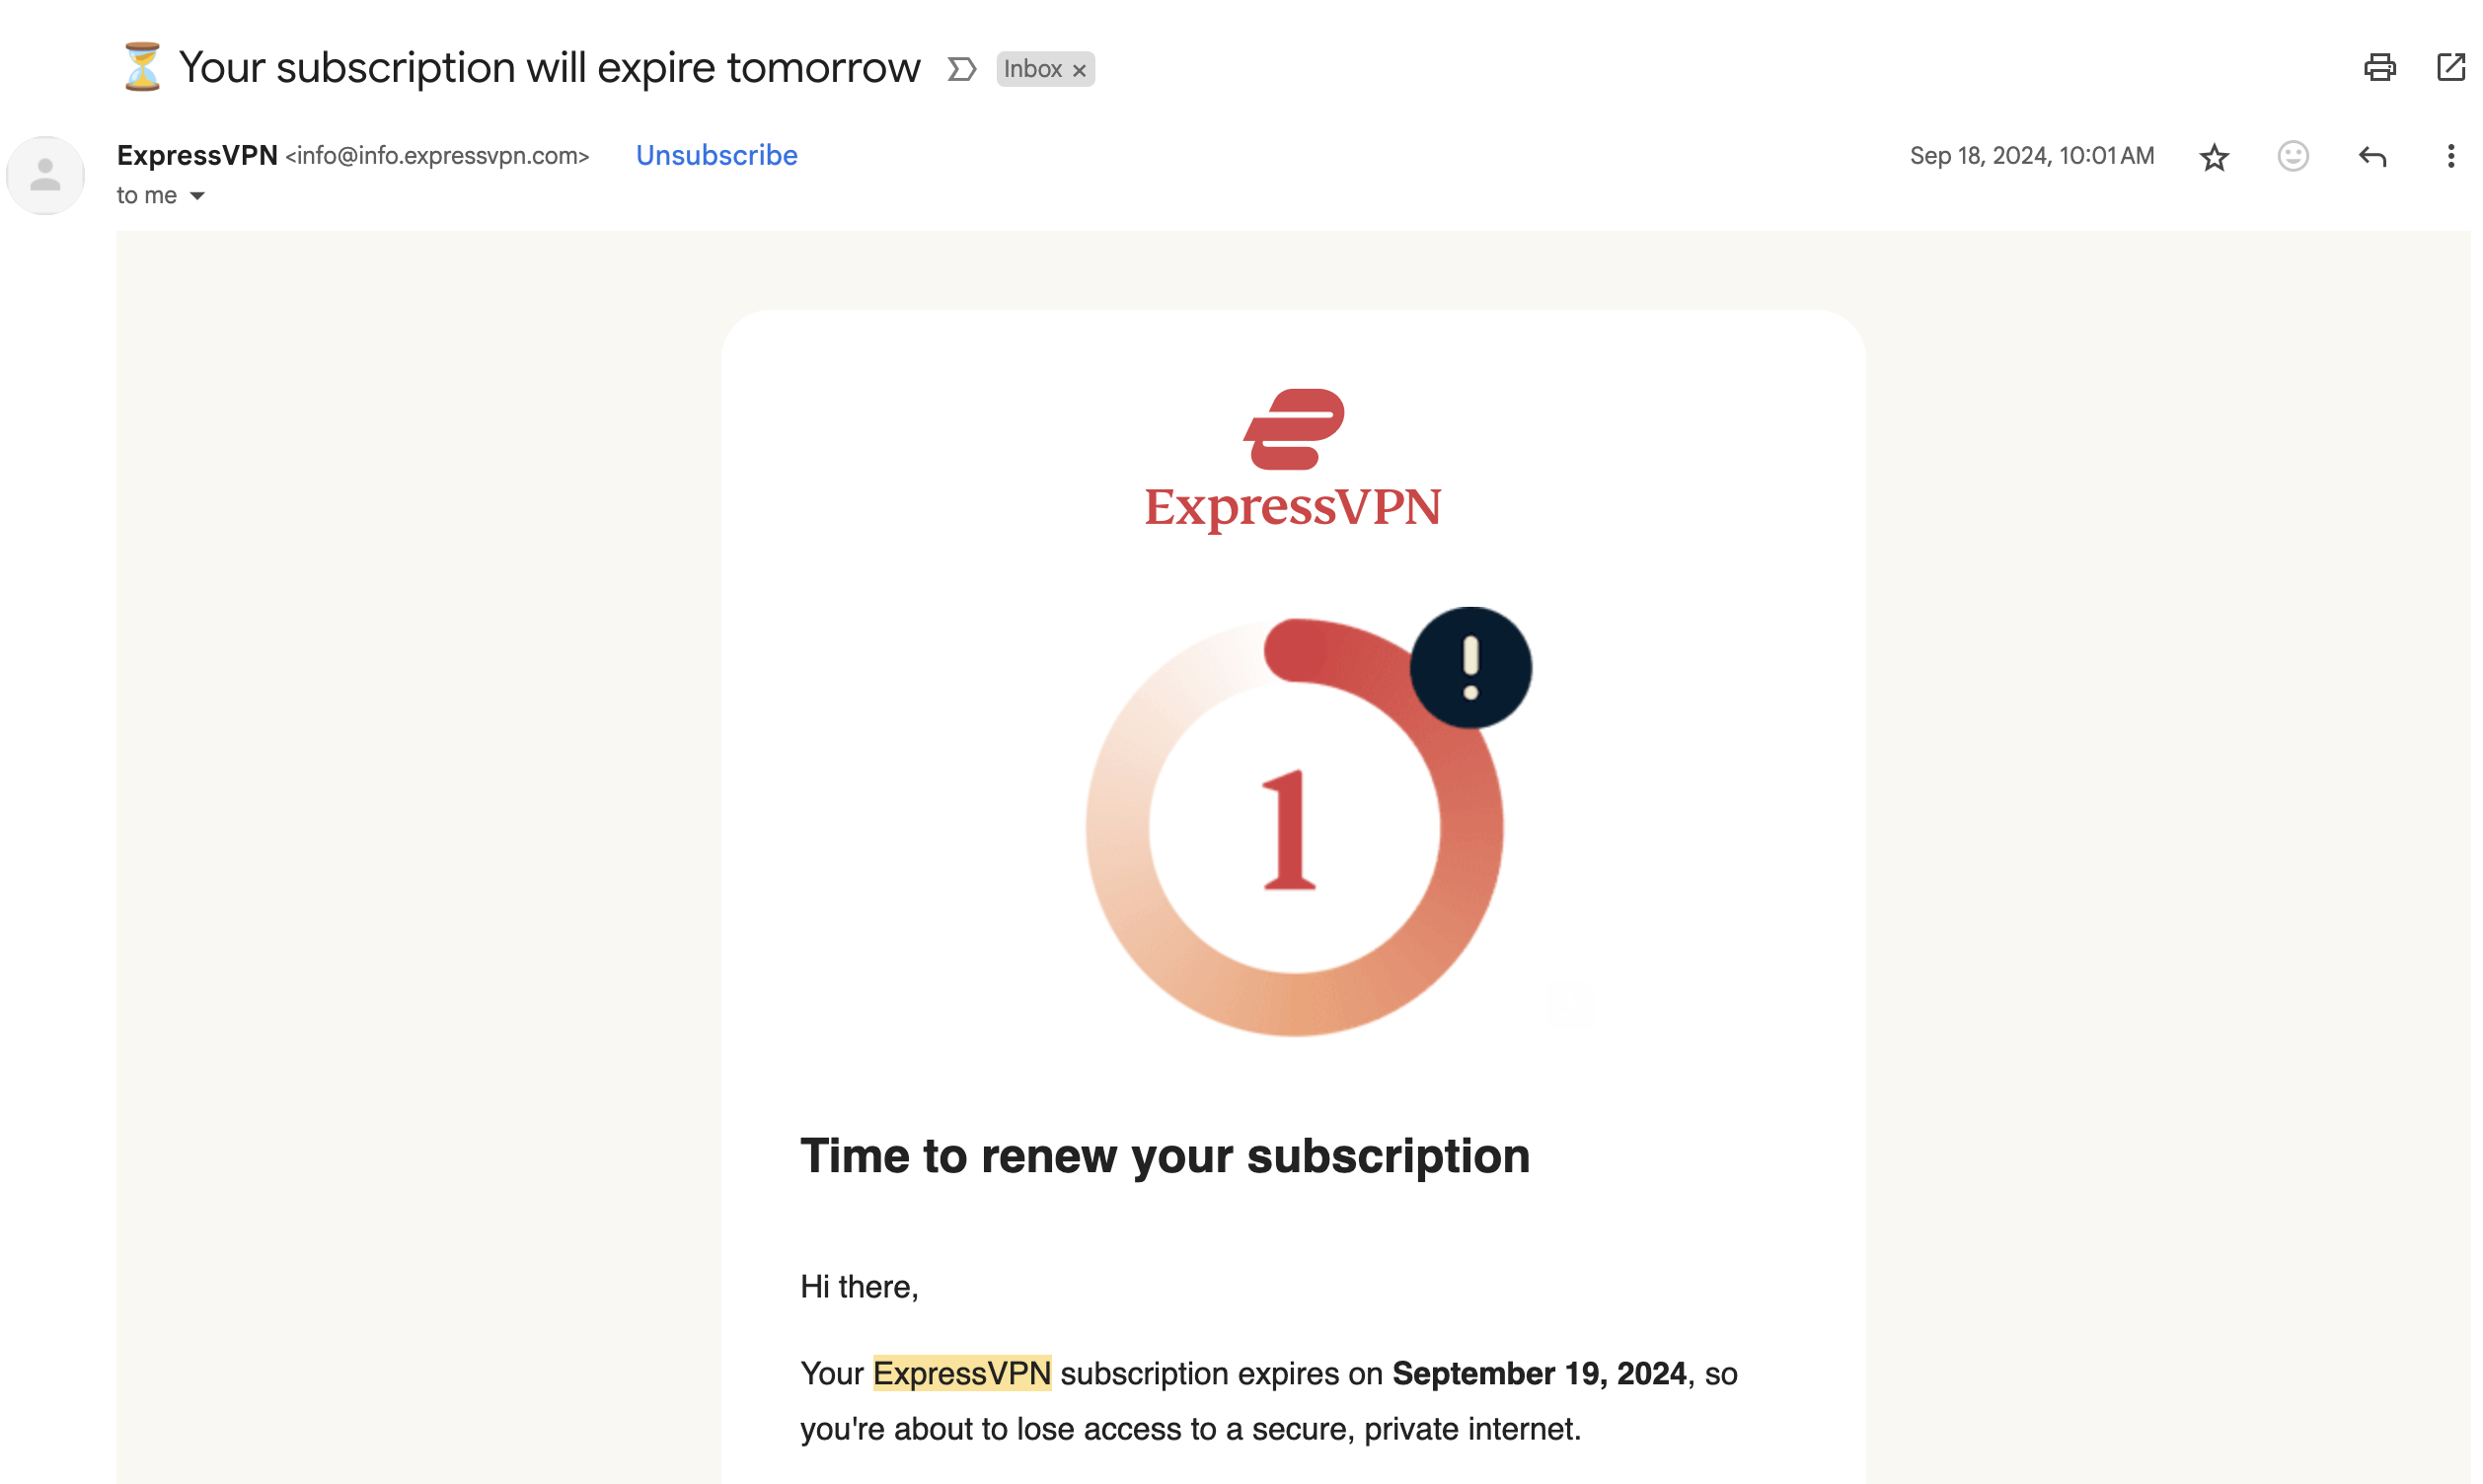 ⏳ Your subscription will expire tomorrow Inbox x
ExpressVPN <info@info.expressvpn.com> Unsubscribe Sep 18, 2024, 10:01 AM
to me
ExpressVPN
!
1
Time to renew your subscription
Hi there,
Your ExpressVPN subscription expires on September 19, 2024, so
you're about to lose access to a secure, private internet.